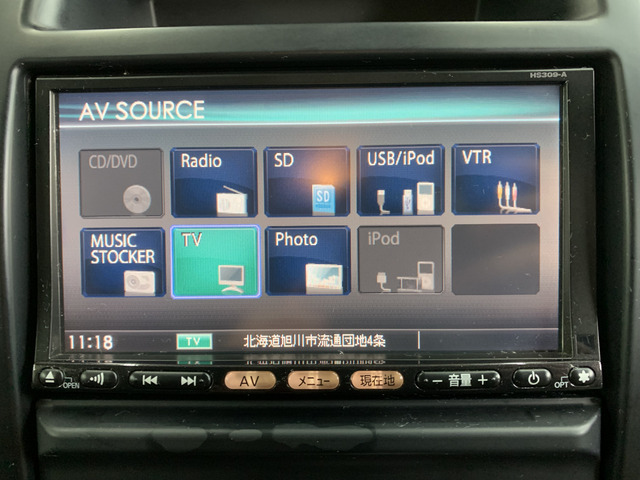 HS309-A
AV SOURCE
CD/DVD
Radio
SD
USB/iPod
VTR
SD
MUSIC STOCKER
TV
Photo
iPod
11:18
TV
北海道旭川市流通団地4条
OPEN
AV
メニュー
現在地
− 音量 +
OPT